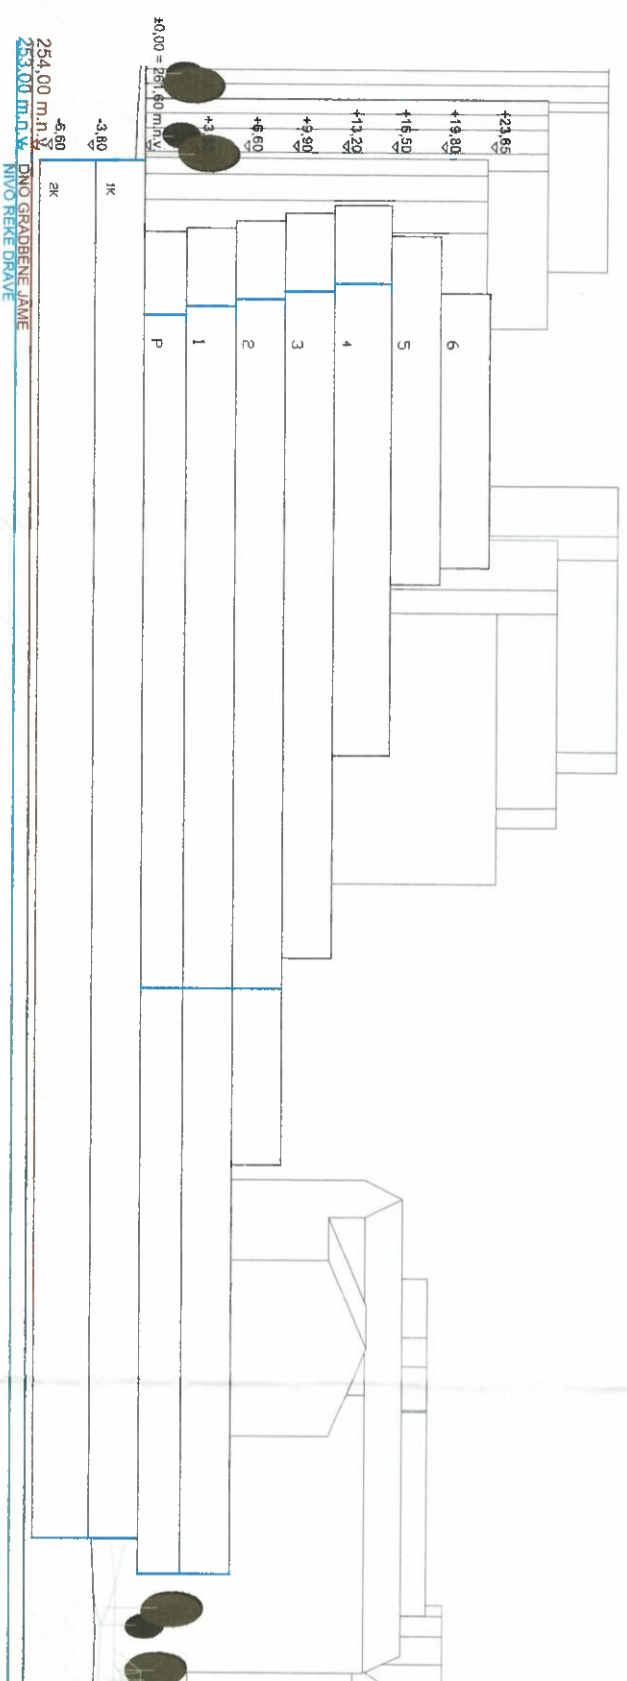 +23,65
+19,80
+16,50
+13,20
+9,90
+6,60
±0,00 = 261,60 m.n.v.
-3,80
-6,60
254,00 m.n.v.
253,00 m.n.v.
6
5
4
3
2
1
P
1K
2K
DNO GRADBENE JAME
NIVO REKE DRAVE